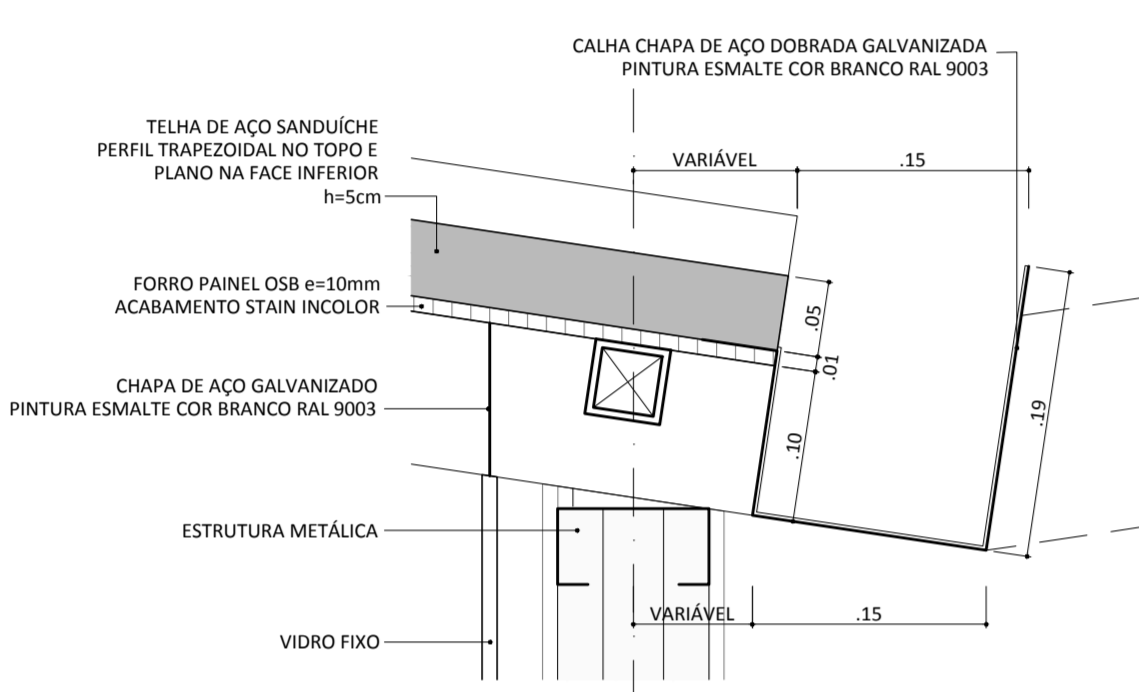 CALHA CHAPA DE AÇO DOBRADA GALVANIZADA
PINTURA ESMALTE COR BRANCO RAL 9003
TELHA DE AÇO SANDUÍCHE
PERFIL TRAPEZOIDAL NO TOPO E
PLANO NA FACE INFERIOR
h=5cm
VARIÁVEL
.15
FORRO PAINEL OSB e=10mm
ACABAMENTO STAIN INCOLOR
.05
.01
CHAPA DE AÇO GALVANIZADO
PINTURA ESMALTE COR BRANCO RAL 9003
.10
.19
ESTRUTURA METÁLICA
VARIÁVEL
.15
VIDRO FIXO